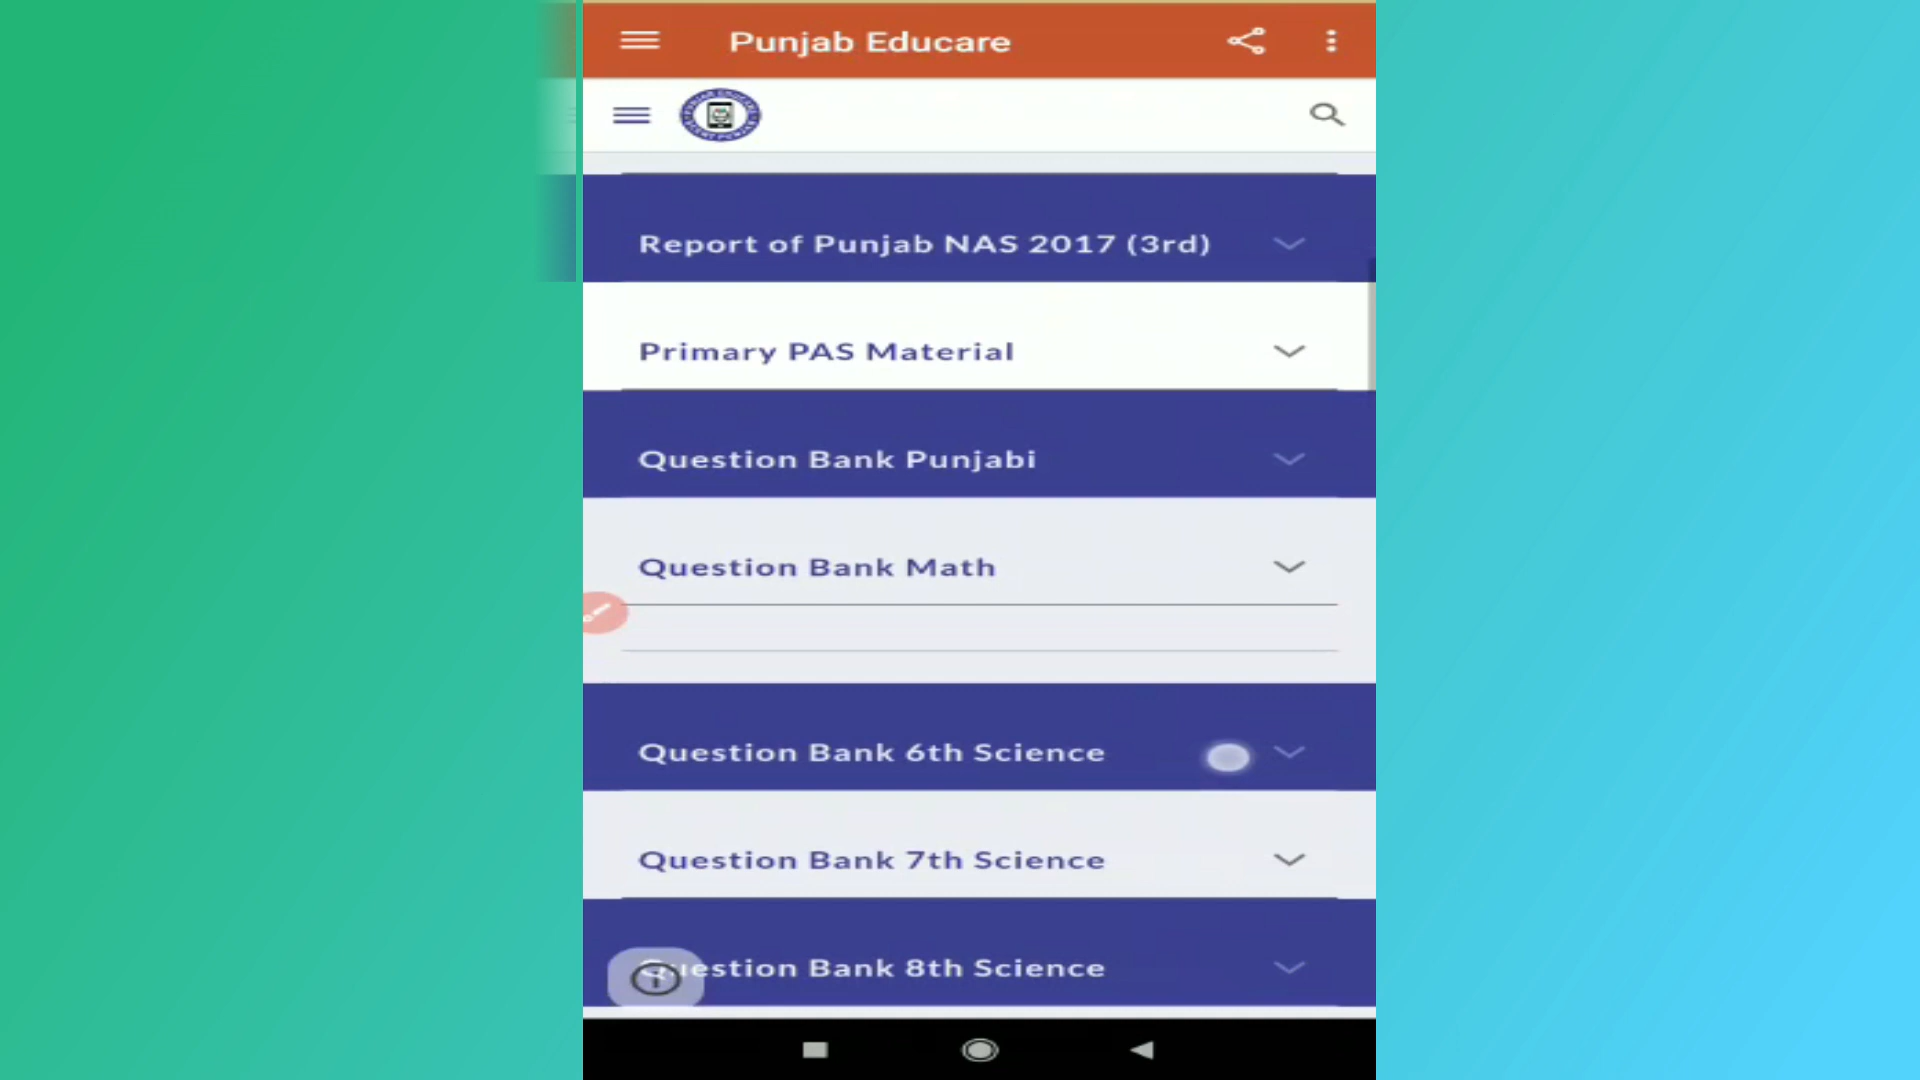 Punjab Educare
Report of Punjab NAS 2017 (3rd)
Primary PAS Material
Question Bank Punjabi
Question Bank Math
Question Bank 6th Science
Question Bank 7th Science
Question Bank 8th Science